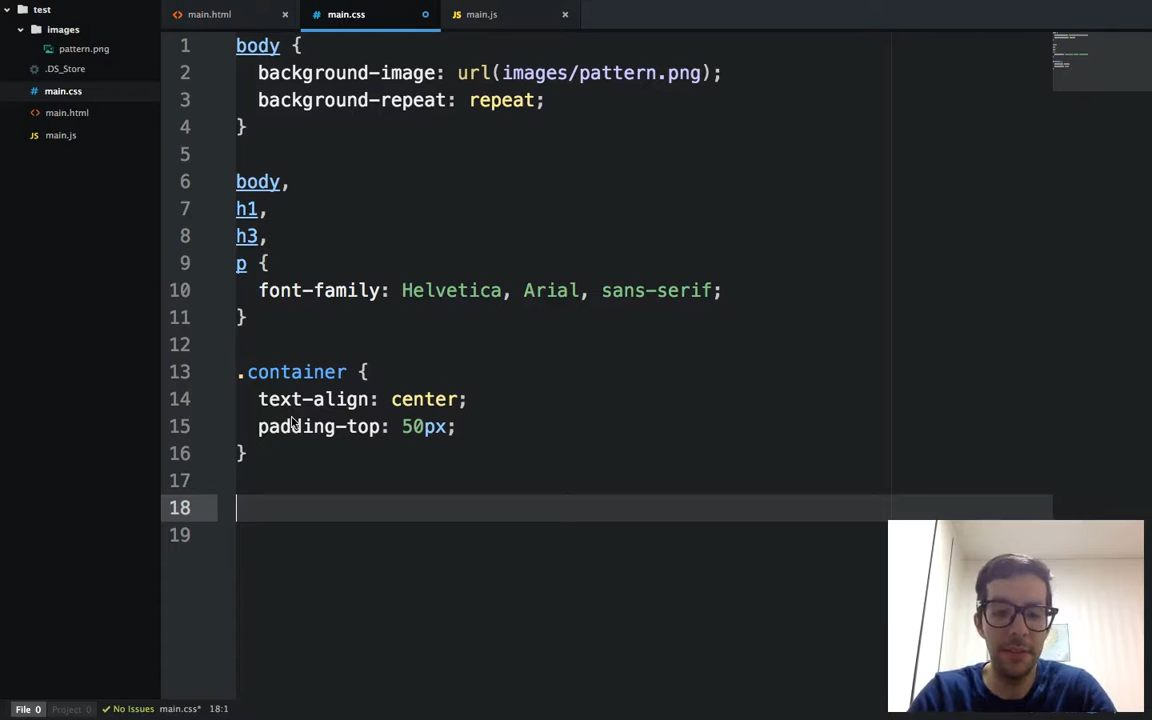 test
images
pattern.png
.DS_Store
main.css
main.html
main.js
main.html
main.css
main.js
1 body {
2 background-image: url(images/pattern.png);
3 background-repeat: repeat;
4 }
5
6 body,
7 h1,
8 h3,
9 p {
10 font-family: Helvetica, Arial, sans-serif;
11 }
12
13 .container {
14 text-align: center;
15 padding-top: 50px;
16 }
17
18
19
File 0 Project 0 No Issues main.css* 18:1